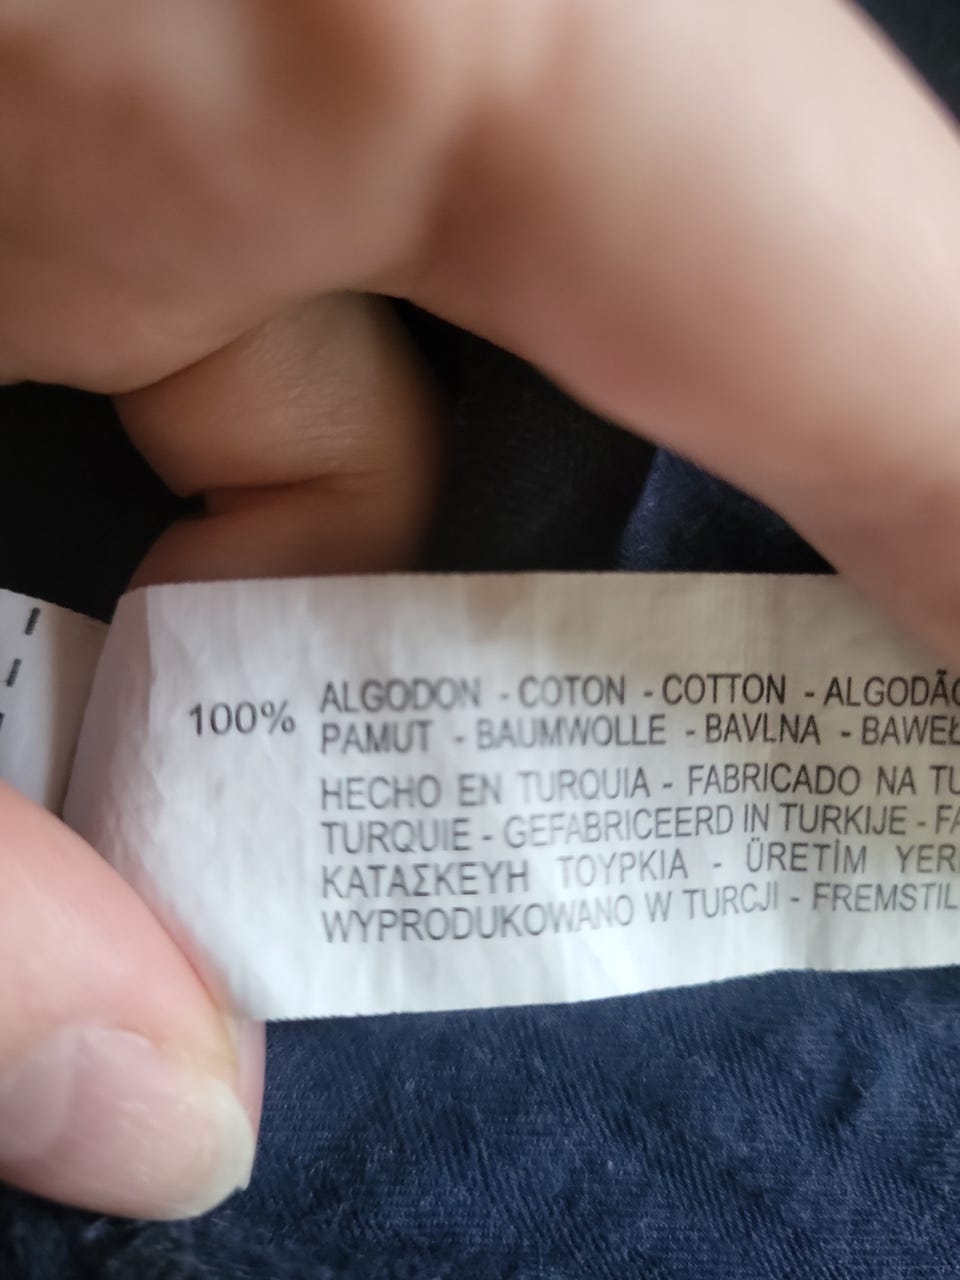 100% ALGODON - COTON - COTTON - ALGODÃO
PAMUT - BAUMWOLLE - BAVLNA - BAWEŁ
HECHO EN TURQUIA - FABRICADO NA TU
TURQUIE - GEFABRICEERD IN TURKIJE - FA
ΚΑΤΑΣΚΕΥΗ ΤΟΥΡΚΙΑ - ÜRETİM YERİ
WYPRODUKOWANO W TURCJI - FREMSTIL